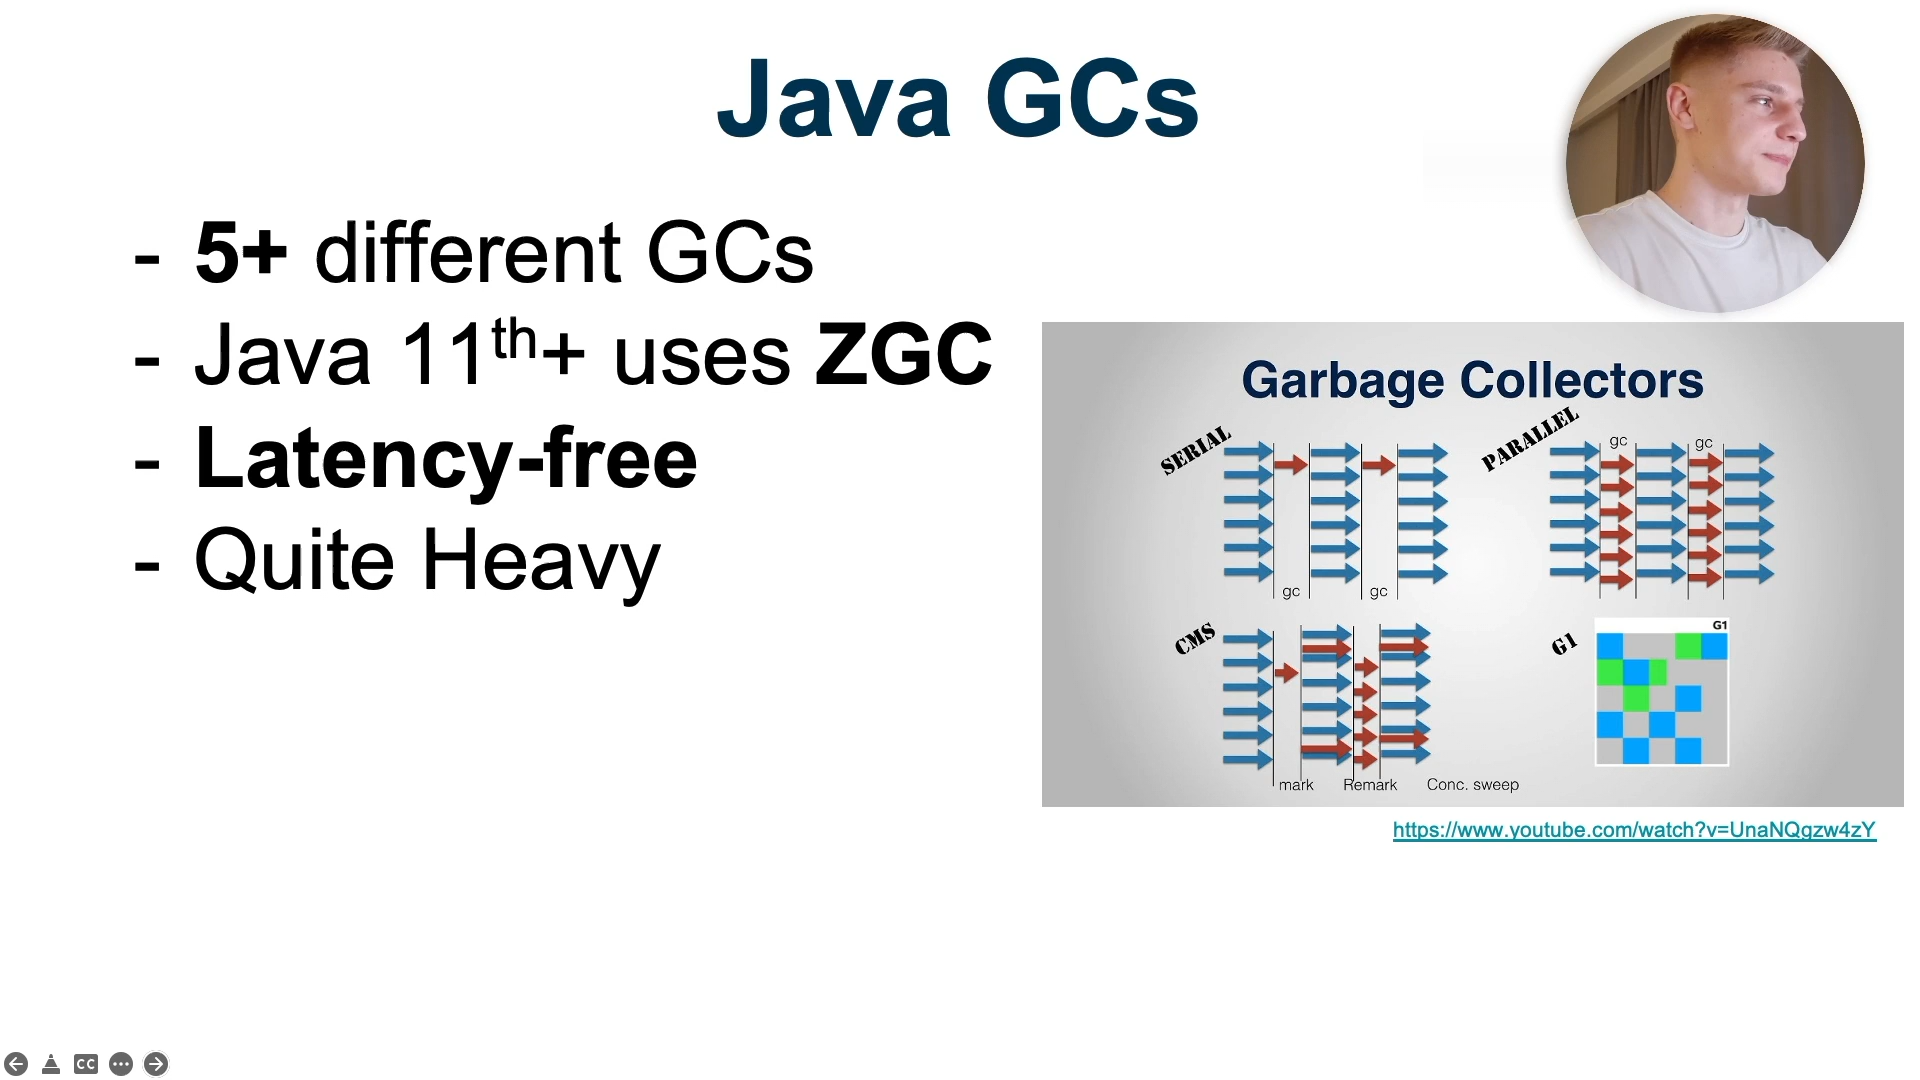 Java GCs
- 5+ different GCs
- Java 11th+ uses ZGC
- Latency-free
- Quite Heavy
Garbage Collectors
SERIAL
gc
gc
PARALLEL
gc
gc
CMS
mark
Remark
Conc. sweep
G1
G1
https://www.youtube.com/watch?v=UnaNQgzw4zY
CC